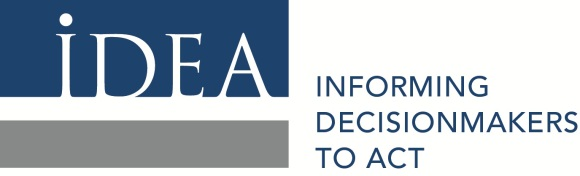 iDEA
INFORMING
DECISIONMAKERS
TO ACT